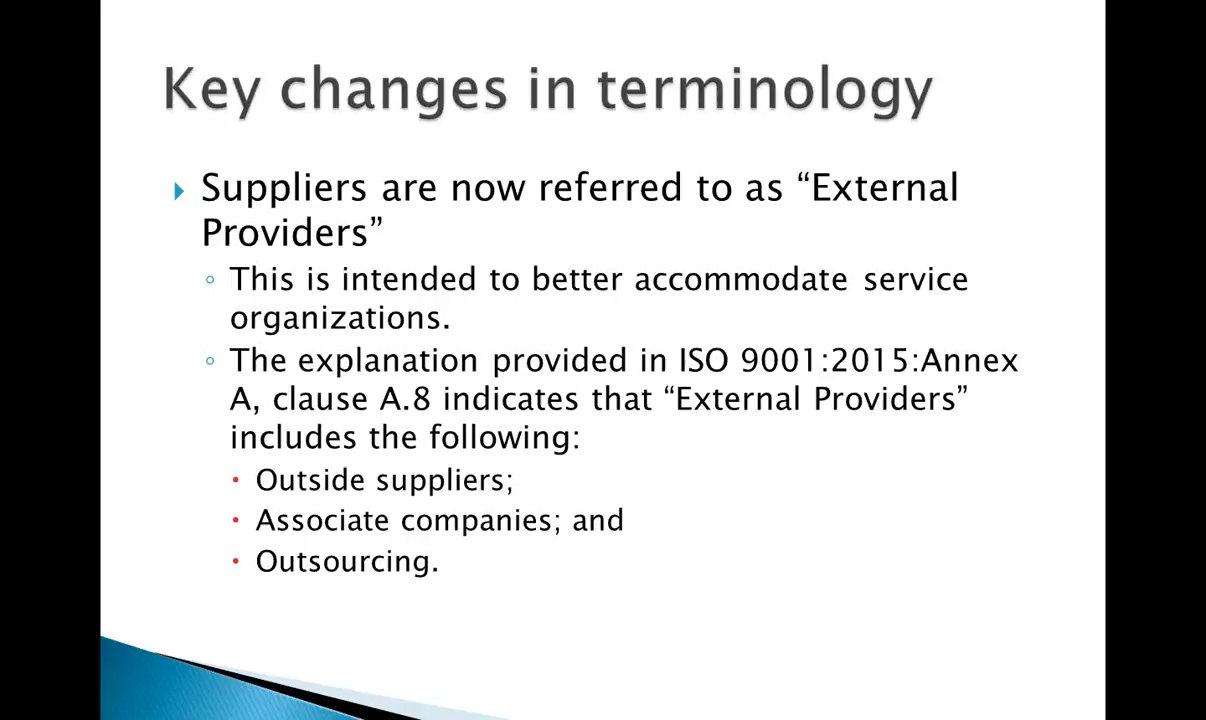 Key changes in terminology
Suppliers are now referred to as “External
Providers”
This is intended to better accommodate service
organizations.
The explanation provided in ISO 9001:2015:Annex
A, clause A.8 indicates that “External Providers”
includes the following:
Outside suppliers;
Associate companies; and
Outsourcing.